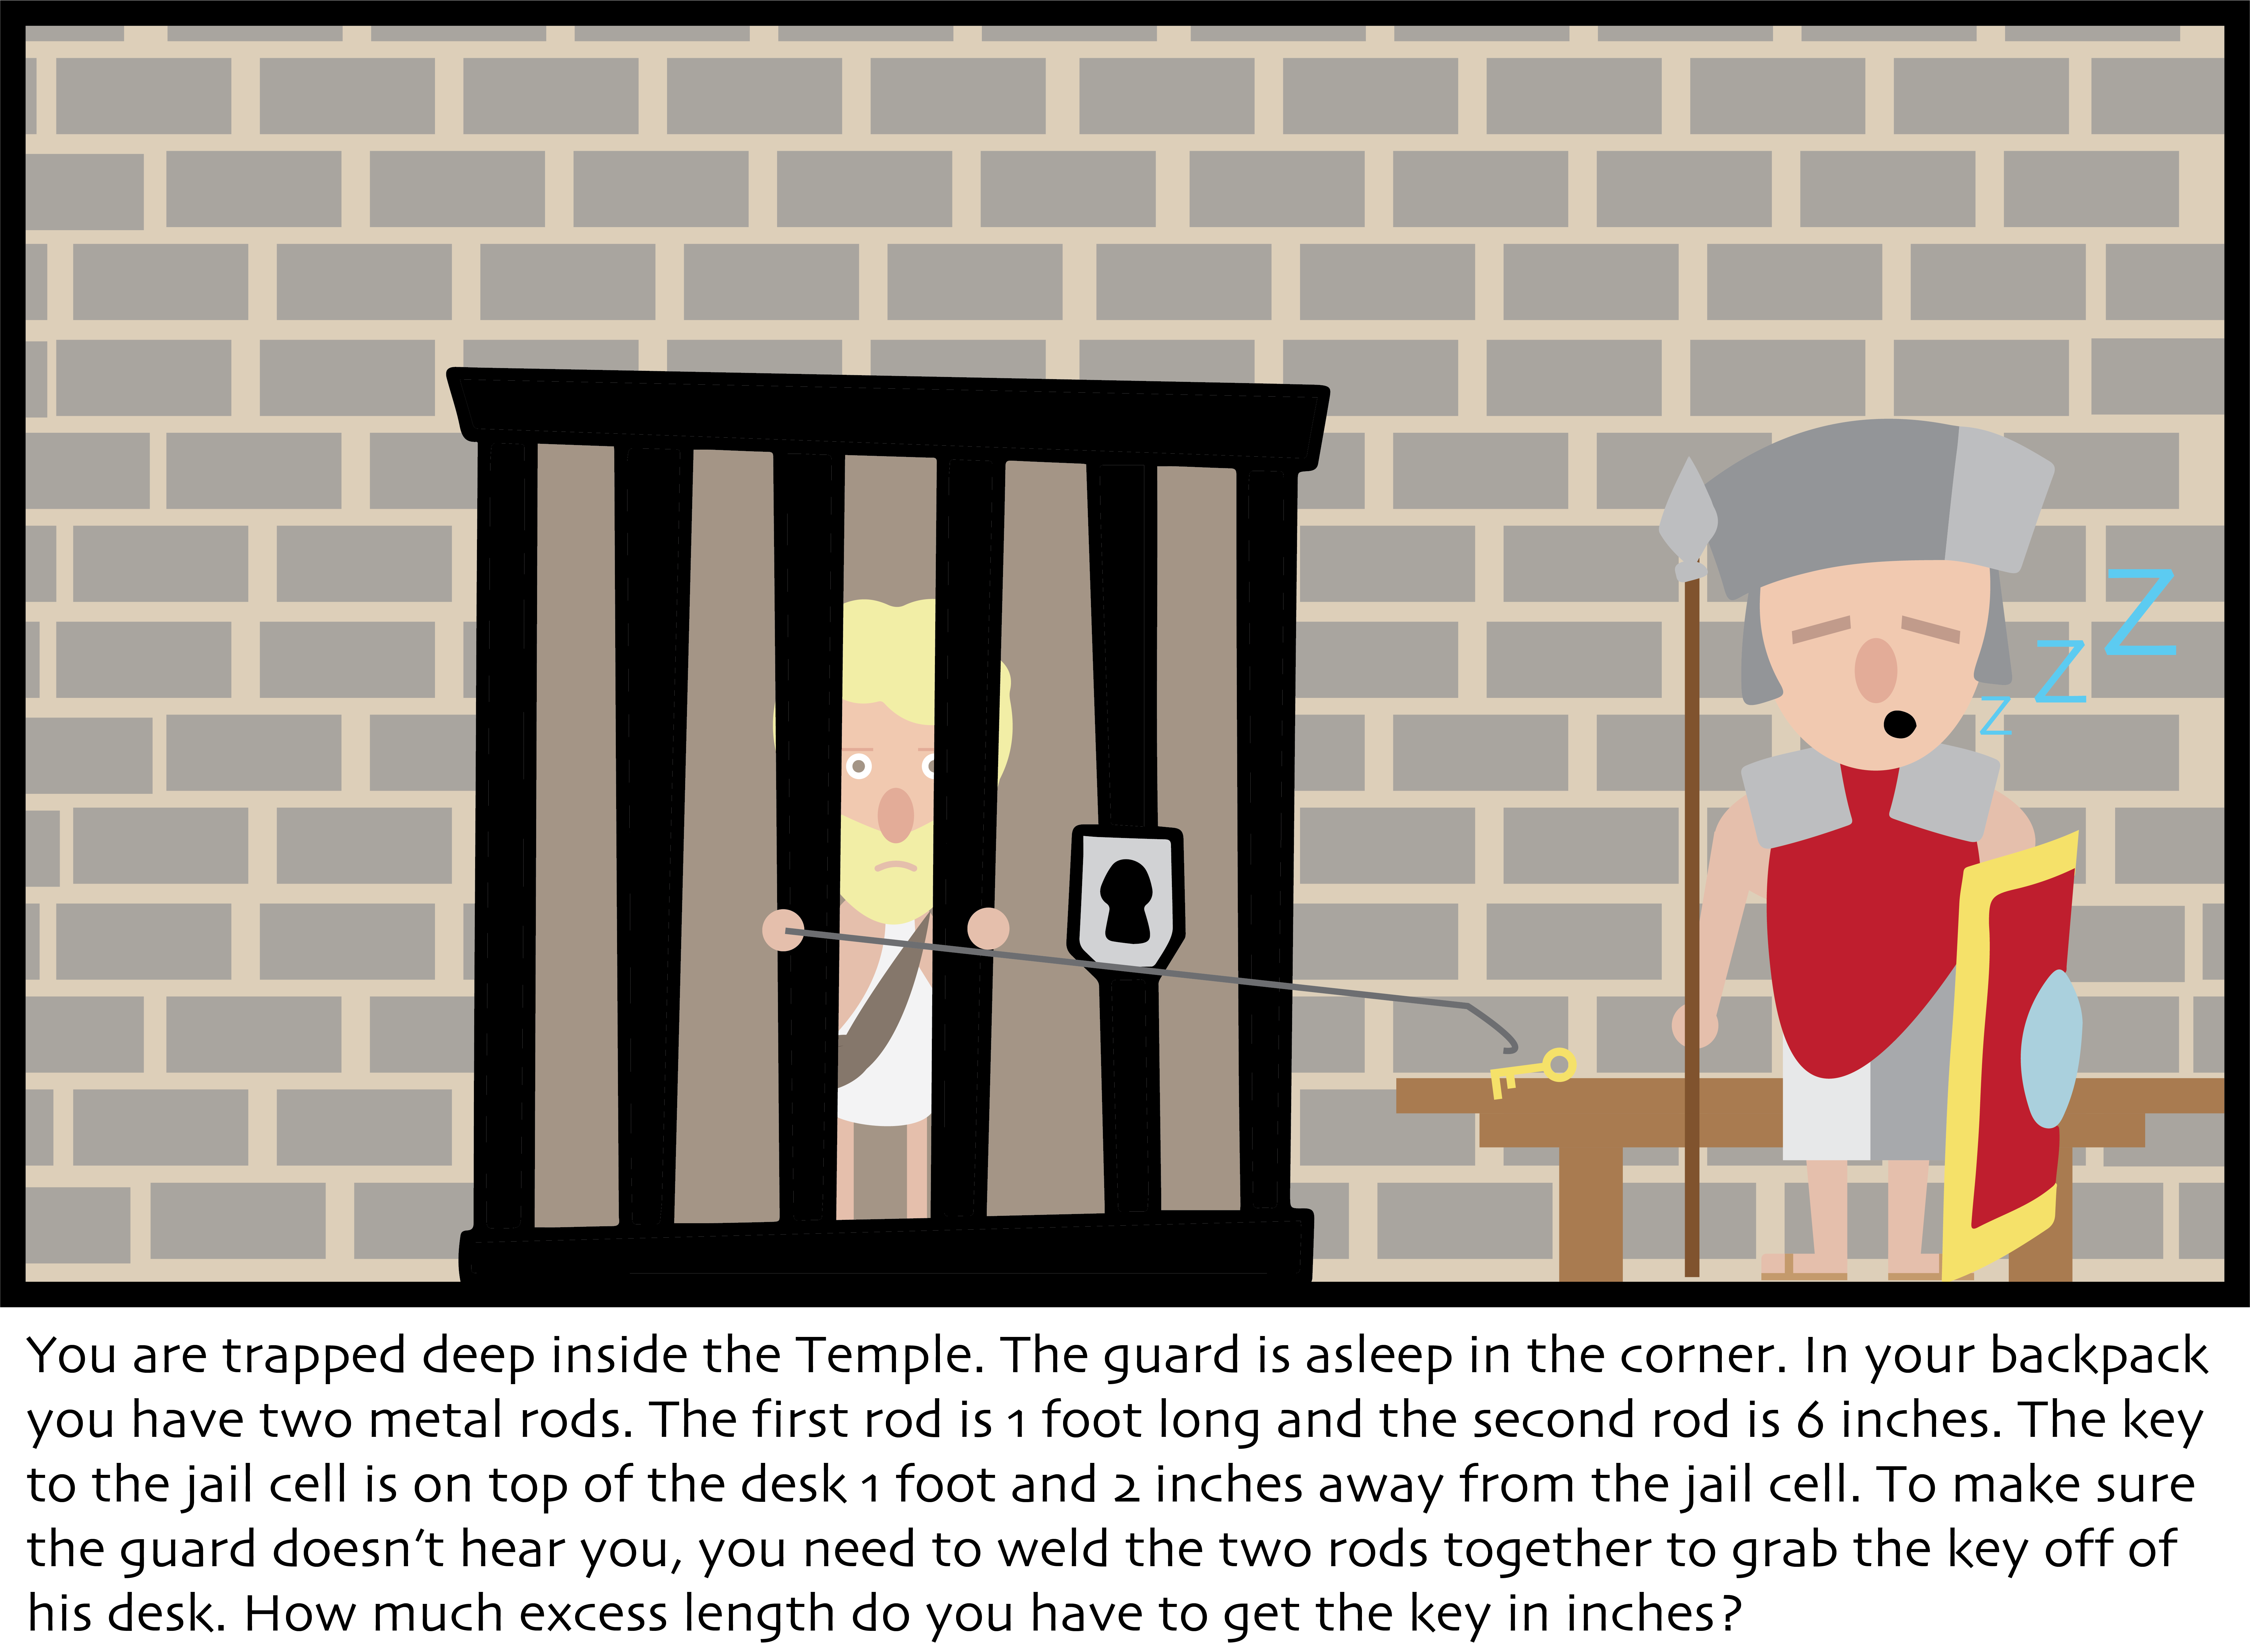 z
z
z
You are trapped deep inside the Temple. The guard is asleep in the corner. In your backpack
you have two metal rods. The first rod is 1 foot long and the second rod is 6 inches. The key
to the jail cell is on top of the desk 1 foot and 2 inches away from the jail cell. To make sure
the guard doesn't hear you, you need to weld the two rods together to grab the key off of
his desk. How much excess length do you have to get the key in inches?